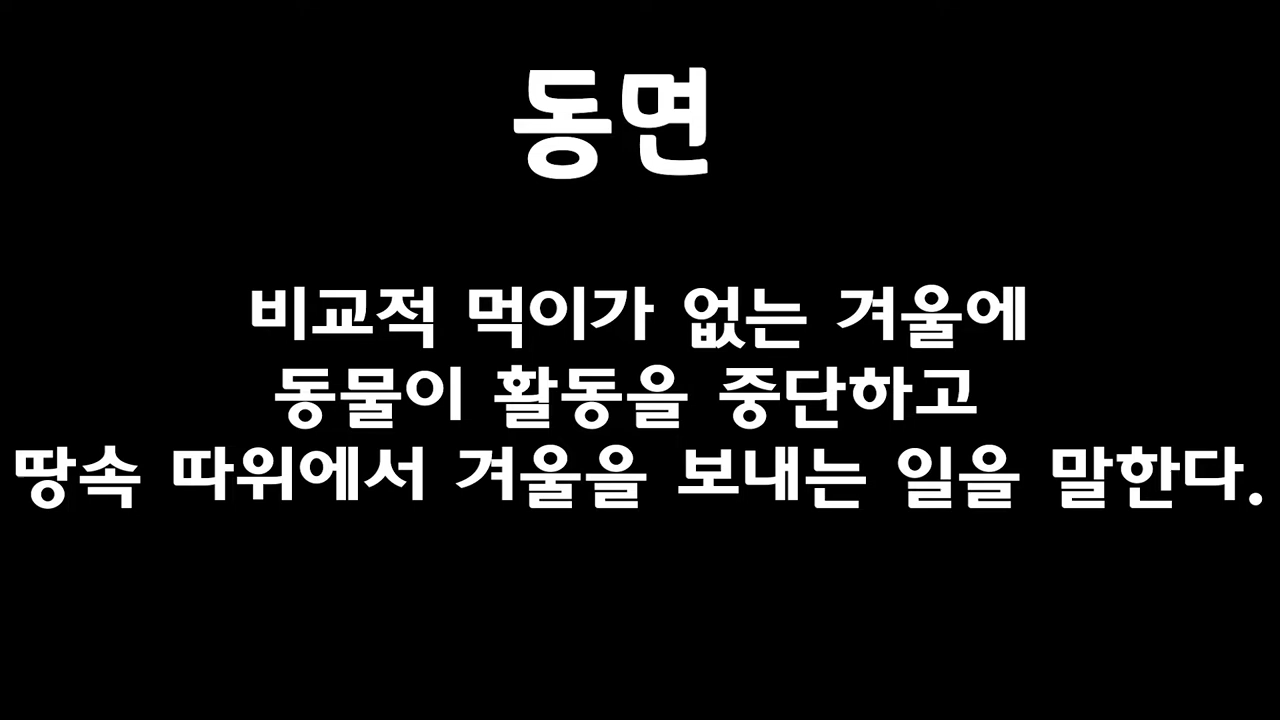 동면
비교적 먹이가 없는 겨울에
동물이 활동을 중단하고
땅속 따위에서 겨울을 보내는 일을 말한다.